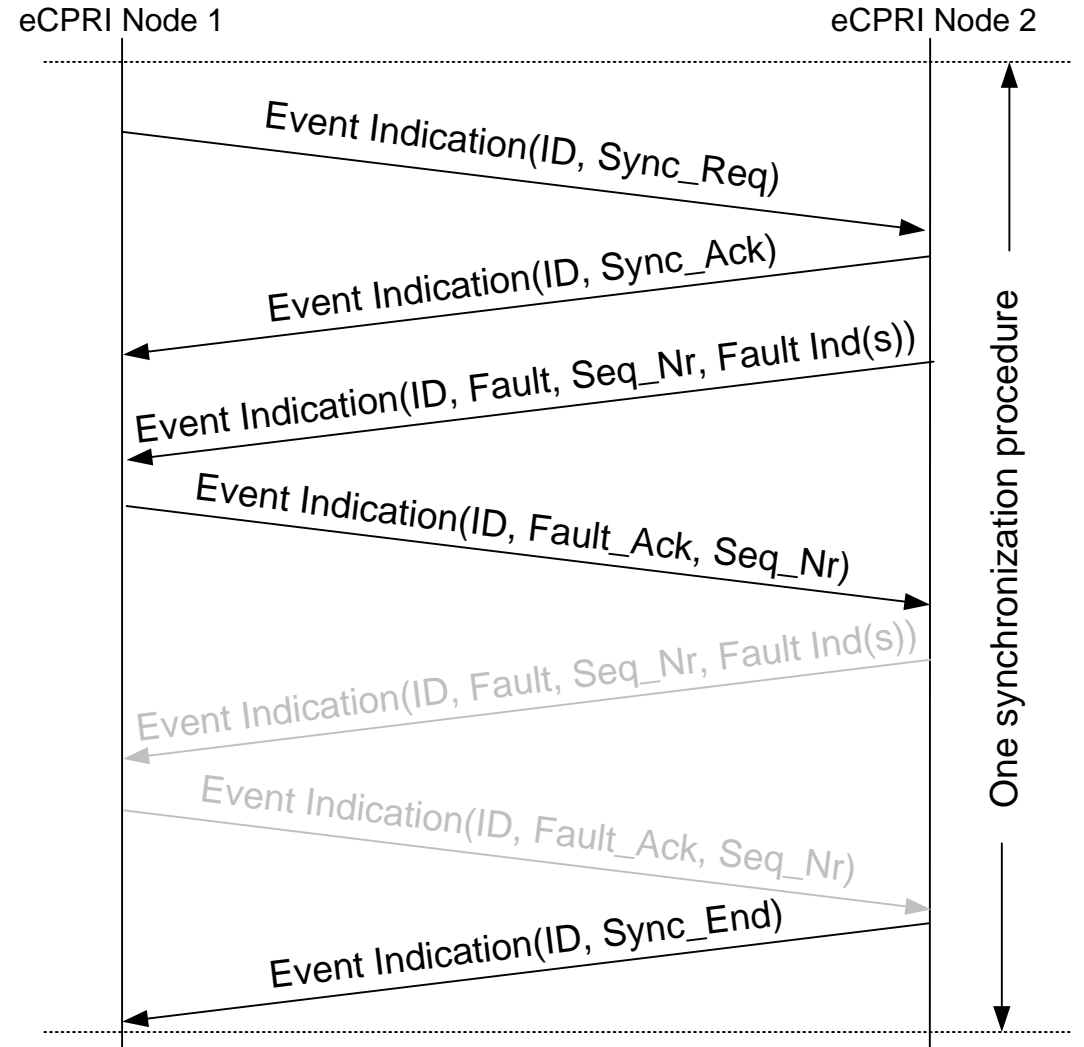 eCPRI Node 1
eCPRI Node 2
Event Indication(ID, Sync_Req)
Event Indication(ID, Sync_Ack)
Event Indication(ID, Fault, Seq_Nr, Fault Ind(s))
Event Indication(ID, Fault_Ack, Seq_Nr)
Event Indication(ID, Fault, Seq_Nr, Fault Ind(s))
Event Indication(ID, Fault_Ack, Seq_Nr)
Event Indication(ID, Sync_End)
One synchronization procedure